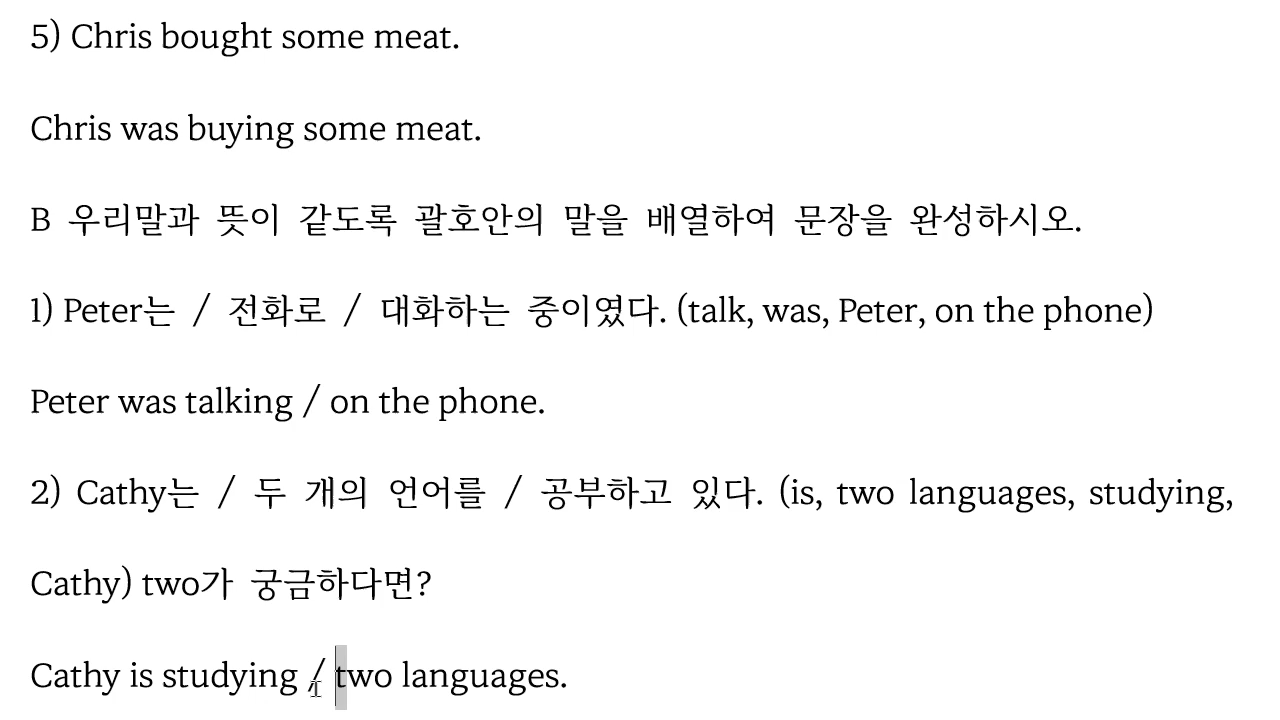 5) Chris bought some meat.
Chris was buying some meat.
B 우리말과 뜻이 같도록 괄호안의 말을 배열하여 문장을 완성하시오.
1) Peter는 / 전화로 / 대화하는 중이였다. (talk, was, Peter, on the phone)
Peter was talking / on the phone.
2) Cathy는 / 두 개의 언어를 / 공부하고 있다. (is, two languages, studying,
Cathy) two가 궁금하다면?
Cathy is studying / two languages.